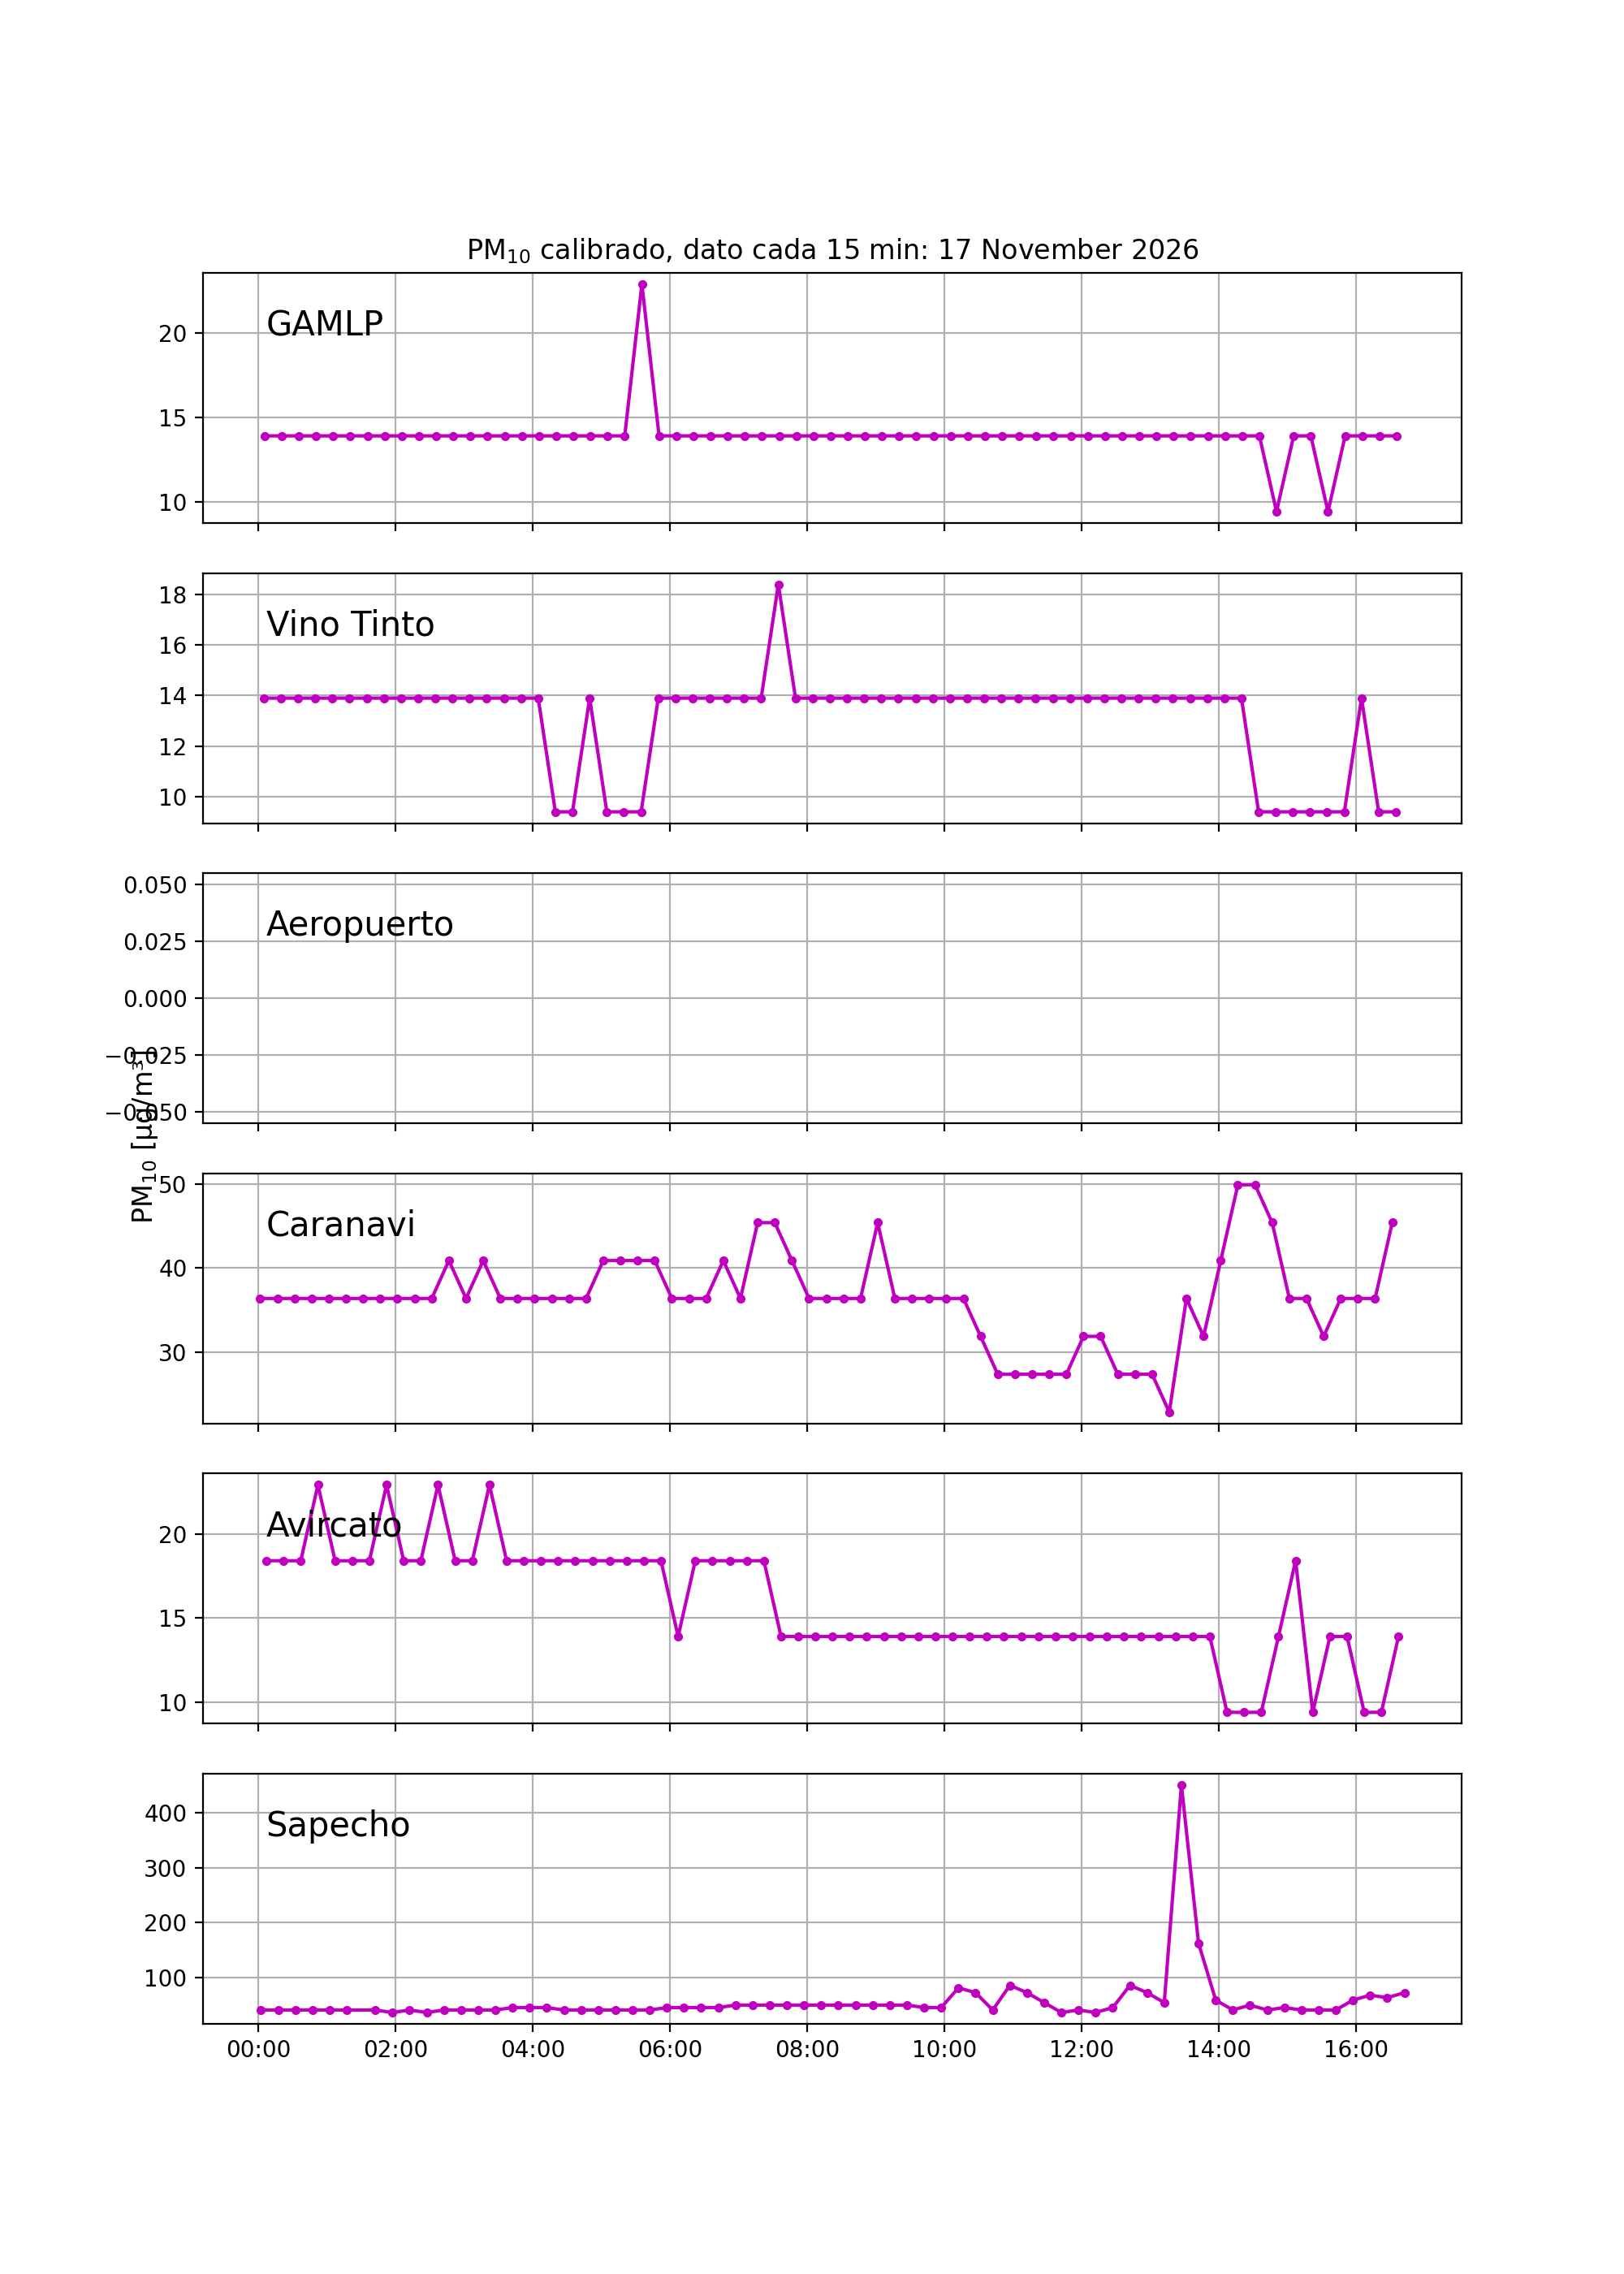 PM₁₀ calibrado, dato cada 15 min: 17 November 2026
GAMLP
20
15
10
Vino Tinto
18
16
14
12
10
Aeropuerto
0.050
0.025
0.000
−0.025
−0.050
PM₁₀ [µg/m³]
Caranavi
50
40
30
Avircato
20
15
10
Sapecho
400
300
200
100
00:00 02:00 04:00 06:00 08:00 10:00 12:00 14:00 16:00